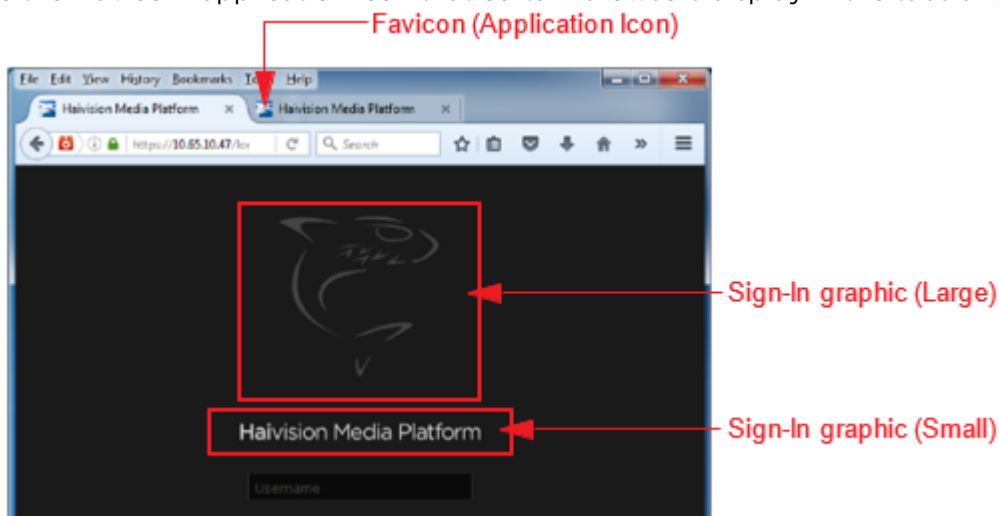 Favicon (Application Icon)
File Edit View History Bookmarks Tools Help
Haivision Media Platform × Haivision Media Platform ×
https://10.65.10.47/ Search
Sign-In graphic (Large)
V
Haivision Media Platform
Sign-In graphic (Small)
Username